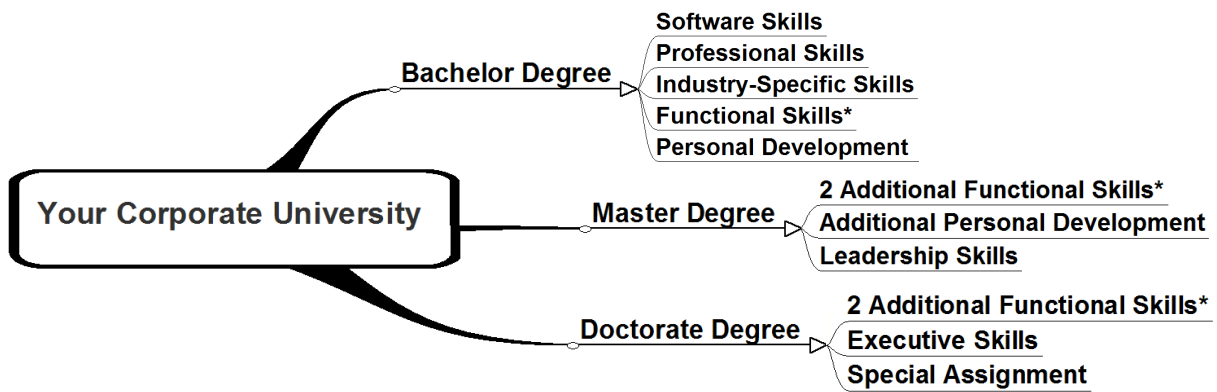 Your Corporate University
Bachelor Degree
Software Skills
Professional Skills
Industry-Specific Skills
Functional Skills*
Personal Development
Master Degree
2 Additional Functional Skills*
Additional Personal Development
Leadership Skills
Doctorate Degree
2 Additional Functional Skills*
Executive Skills
Special Assignment